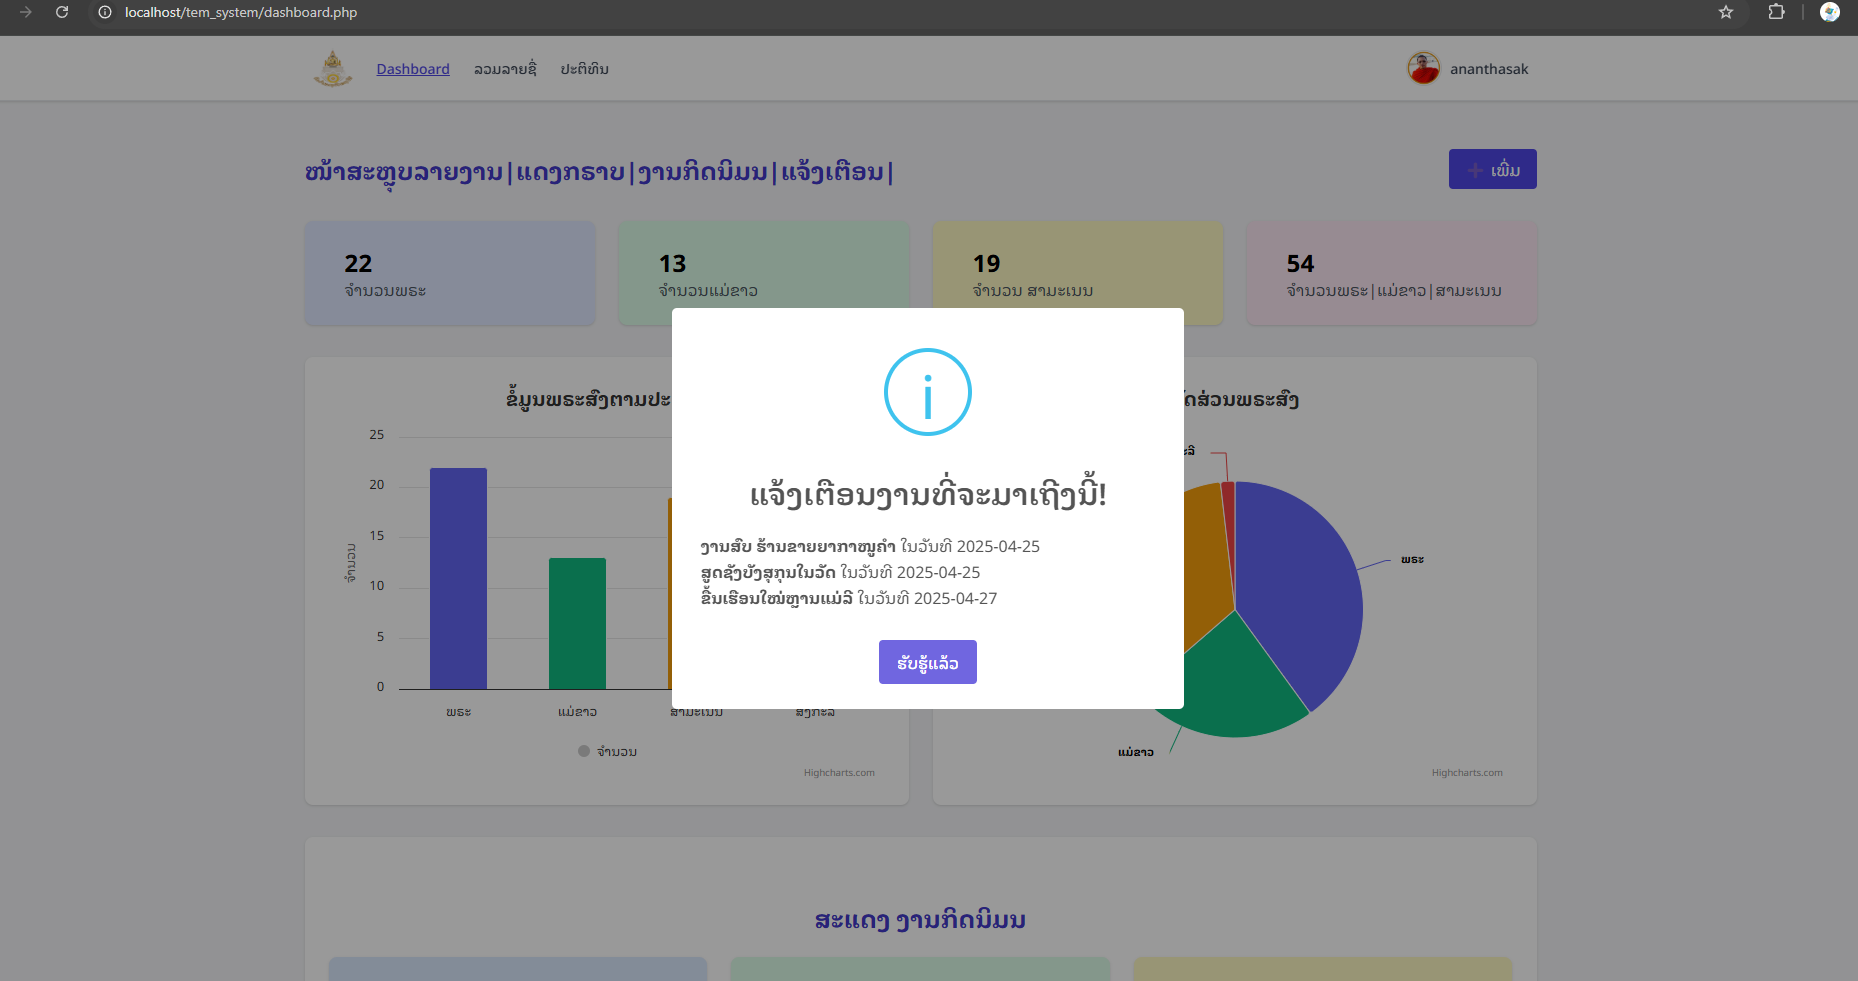 localhost/tem_system/dashboard.php
Dashboard ລວມລາຍຊື່ ປະຕິທິນ
ananthasak
ໜ້າສະຫຼຸບລາຍງານ|ແດງກຣາບ|ງານກິດນິມນ|ແຈ້ງເຕືອນ|
ເພີ່ມ
22
ຈຳນວນພຣະ
13
ຈຳນວນແມ່ຂາວ
19
ຈຳນວນ ສາມະເນນ
54
ຈຳນວນພຣະ|ແມ່ຂາວ|ສາມະເນນ
ຂໍ້ມູນພຣະສົງຕາມປະ
25
20
15
10
5
0
ຈຳນວນ
ພຣະ
ແມ່ຂາວ
ສາມະເນນ
ສັງກະລີ
ຈຳນວນ
Highcharts.com
ດສ່ວນພຣະສົງ
ະລີ
ພຣະ
ແມ່ຂາວ
Highcharts.com
i
ແຈ້ງເຕືອນງານທີ່ຈະມາເຖີງນີ້!
ງານສົບ ຮ້ານຂາຍຍາກາໝູຄຳ ໃນວັນທີ 2025-04-25
ສູດຊັງບັງສຸກຸນໃນວັດ ໃນວັນທີ 2025-04-25
ຂື້ນເຮືອນໃໝ່ຫຼານແມ່ລີ ໃນວັນທີ 2025-04-27
ຮັບຮູ້ແລ້ວ
ສະແດງ ງານກິດນິມນ